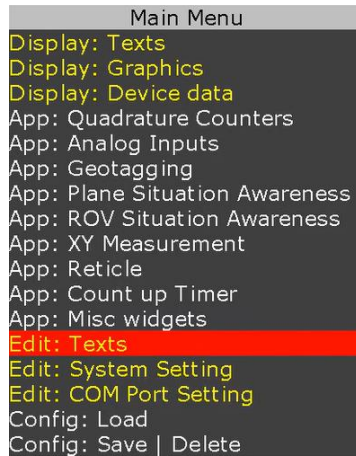 Main Menu
Display: Texts
Display: Graphics
Display: Device data
App: Quadrature Counters
App: Analog Inputs
App: Geotagging
App: Plane Situation Awareness
App: ROV Situation Awareness
App: XY Measurement
App: Reticle
App: Count up Timer
App: Misc widgets
Edit: Texts
Edit: System Setting
Edit: COM Port Setting
Config: Load
Config: Save | Delete